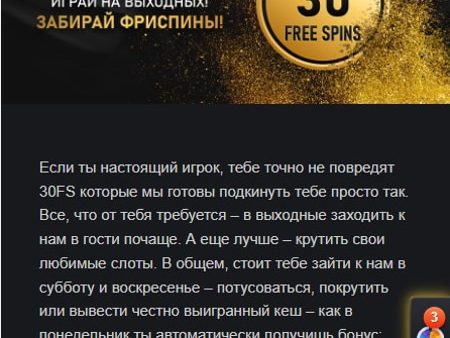 ИГРАЙ НА ВЫХОДНЫХ!
ЗАБИРАЙ ФРИСПИНЫ!
30
FREE SPINS
Если ты настоящий игрок, тебе точно не повредят
30FS которые мы готовы подкинуть тебе просто так.
Все, что от тебя требуется – в выходные заходить к
нам в гости почаще. А еще лучше – крутить свои
любимые слоты. В общем, стоит тебе зайти к нам в
субботу и воскресенье – потусоваться, покрутить
или вывести честно выигранный кеш – как в
понедельник ты автоматически получишь бонус:
3